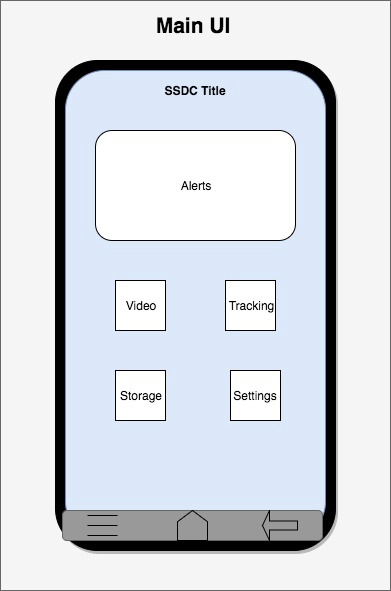 Main UI
SSDC Title
Alerts
Video
Tracking
Storage
Settings